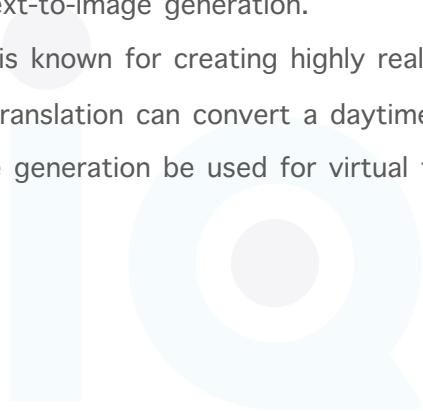 ext-to-image generation.
is known for creating highly real
ranslation can convert a daytime
generation be used for virtual
iq